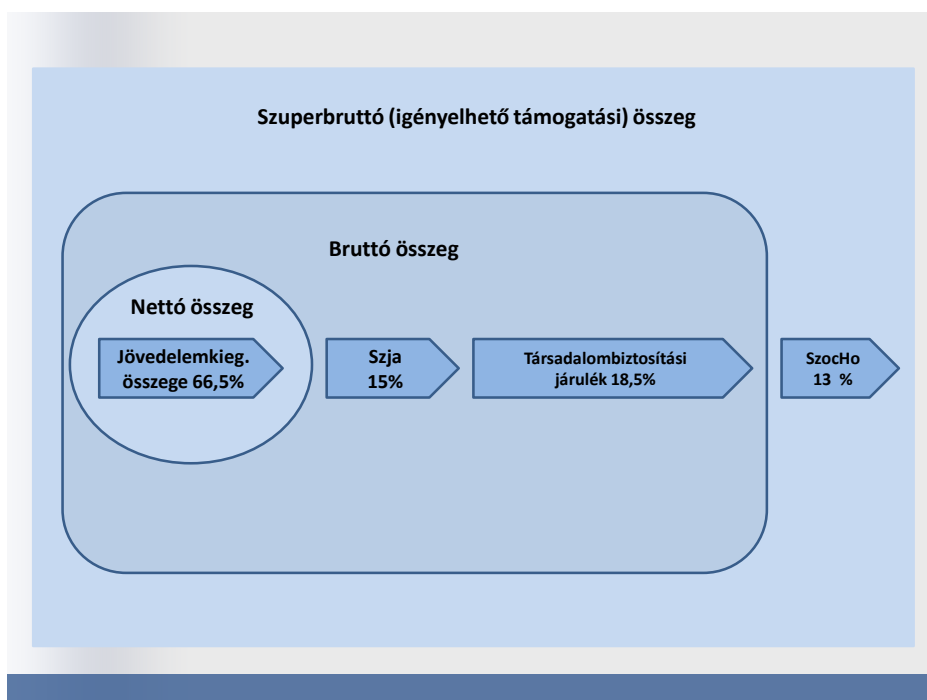 Szuperbruttó (igényelhető támogatási) összeg
Bruttó összeg
Nettó összeg
Jövedelemkieg.
összege 66,5%
Szja
15%
Társadalombiztosítási
járulék 18,5%
SzocHo
13 %